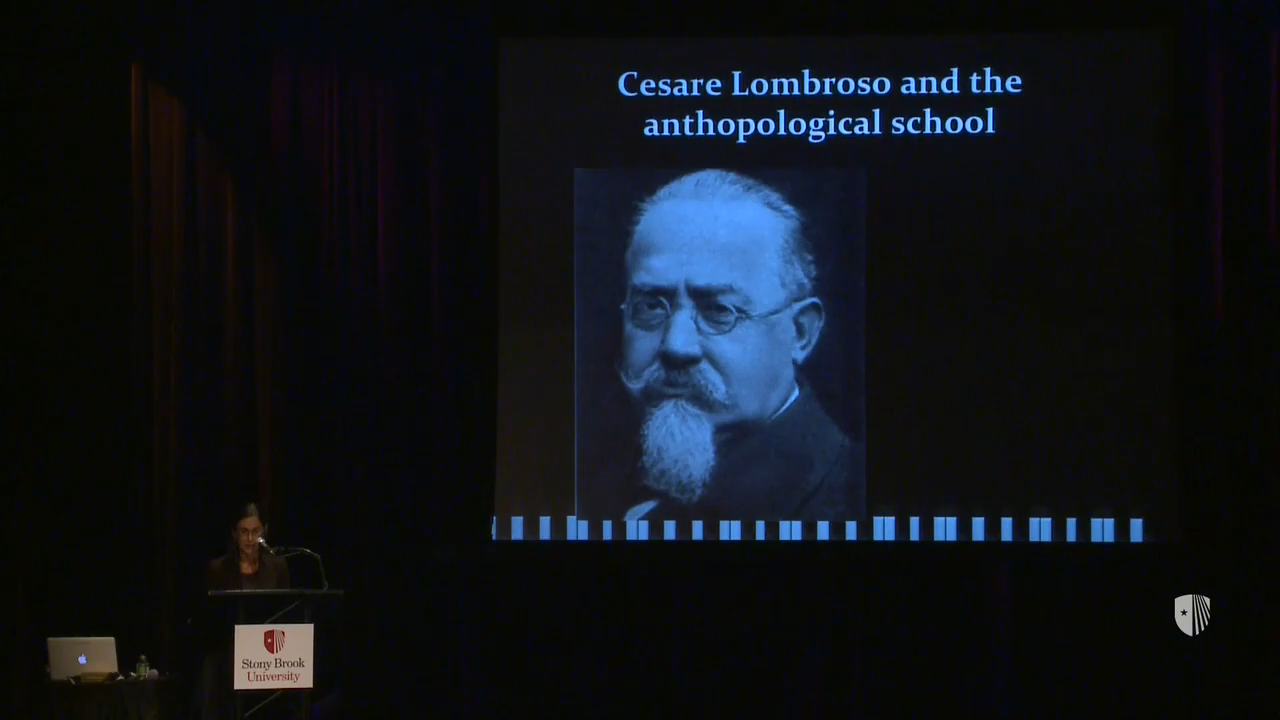 Cesare Lombroso and the
anthopological school
Stony Brook
University